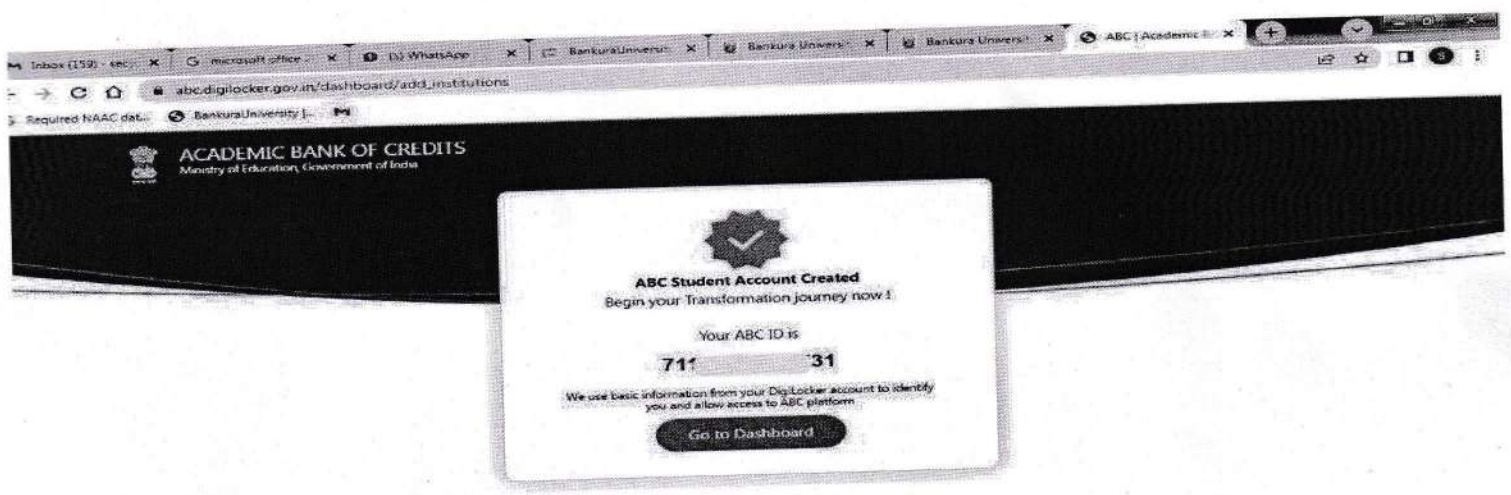 Inbox (159) - sec
G microsoft office
WhatsApp
BankuraUniversi
Bankura Universi
Bankura Universi
ABC | Academic B
abc.digilocker.gov.in/dashboard/add_institutions
Required NAAC dat...
BankuraUniversity |...
ACADEMIC BANK OF CREDITS
Ministry of Education, Government of India
ABC Student Account Created
Begin your Transformation journey now !
Your ABC ID is
711 31
We use basic information from your DigiLocker account to identify
you and allow access to ABC platform
Go to Dashboard